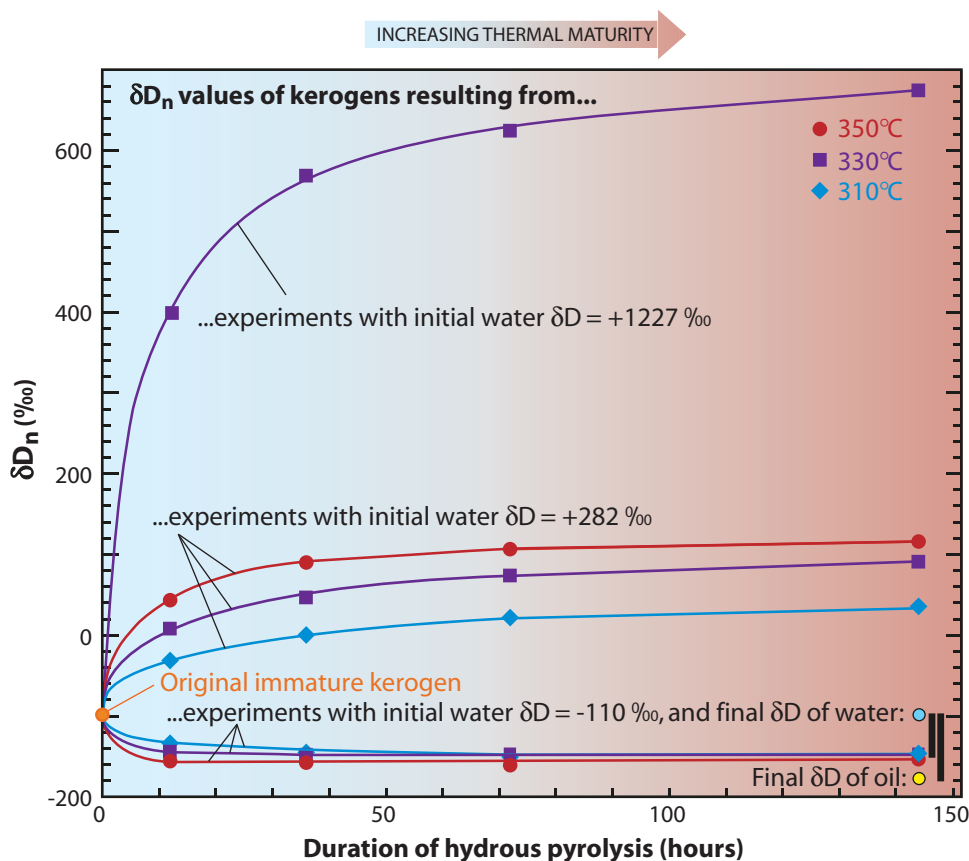 INCREASING THERMAL MATURITY
δDn values of kerogens resulting from...
350°C
330°C
310°C
600
...experiments with initial water δD = +1227 ‰
400
δDn (‰)
200
...experiments with initial water δD = +282 ‰
0
Original immature kerogen
...experiments with initial water δD = -110 ‰, and final δD of water:
Final δD of oil:
-200
0
50
100
150
Duration of hydrous pyrolysis (hours)